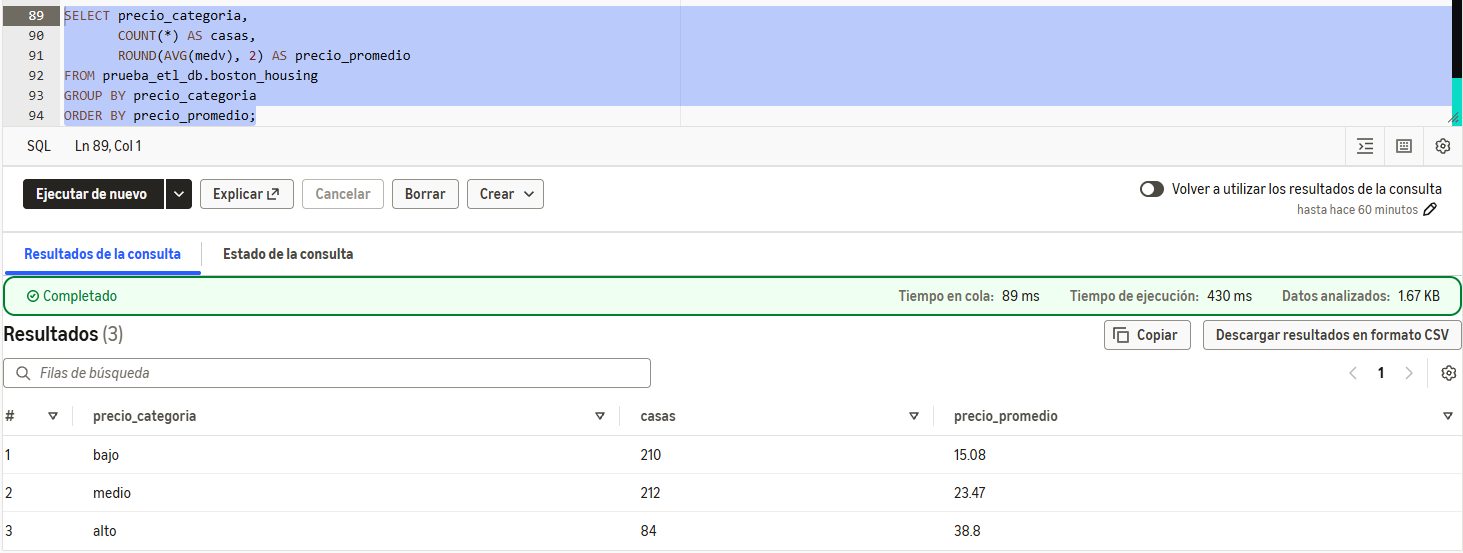 89 SELECT precio_categoria,
90 COUNT(*) AS casas,
91 ROUND(AVG(medv), 2) AS precio_promedio
92 FROM prueba_etl_db.boston_housing
93 GROUP BY precio_categoria
94 ORDER BY precio_promedio;
SQL Ln 89, Col 1
Ejecutar de nuevo Explicar Cancelar Borrar Crear Volver a utilizar los resultados de la consulta
hasta hace 60 minutos
Resultados de la consulta Estado de la consulta
Completado Tiempo en cola: 89 ms Tiempo de ejecución: 430 ms Datos analizados: 1.67 KB
Resultados (3) Copiar Descargar resultados en formato CSV
Filas de búsqueda 1
# precio_categoria casas precio_promedio
1 bajo 210 15.08
2 medio 212 23.47
3 alto 84 38.8